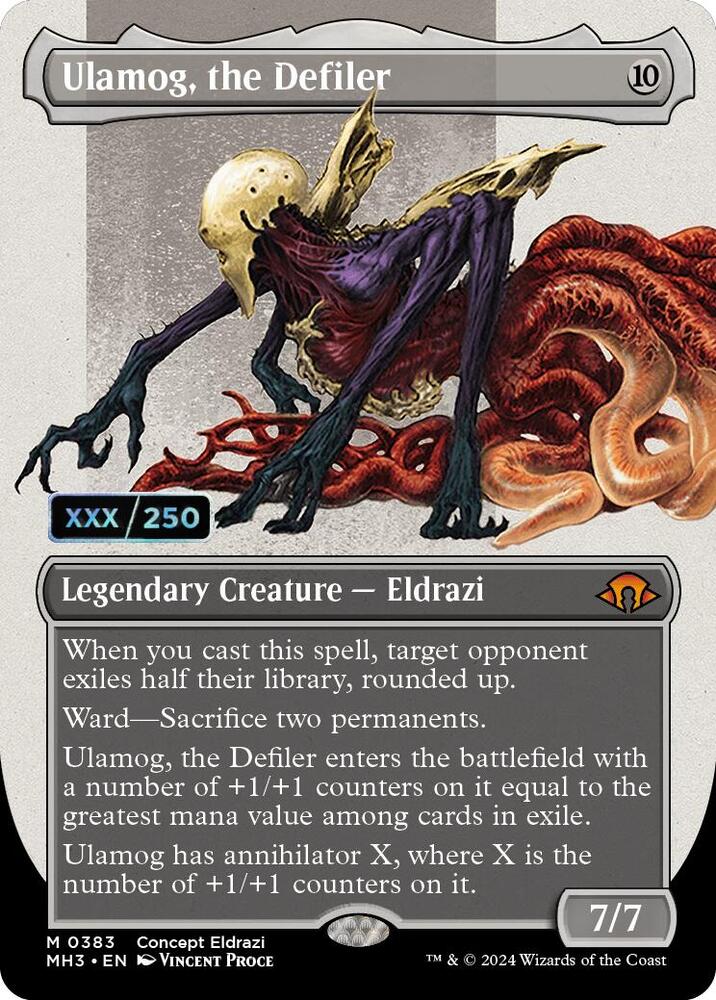 Ulamog, the Defiler 10
XXX/250
Legendary Creature — Eldrazi
When you cast this spell, target opponent
exiles half their library, rounded up.
Ward—Sacrifice two permanents.
Ulamog, the Defiler enters the battlefield with
a number of +1/+1 counters on it equal to the
greatest mana value among cards in exile.
Ulamog has annihilator X, where X is the
number of +1/+1 counters on it.
7/7
M 0383 Concept Eldrazi
MH3 • EN Vincent Proce
™ & © 2024 Wizards of the Coast